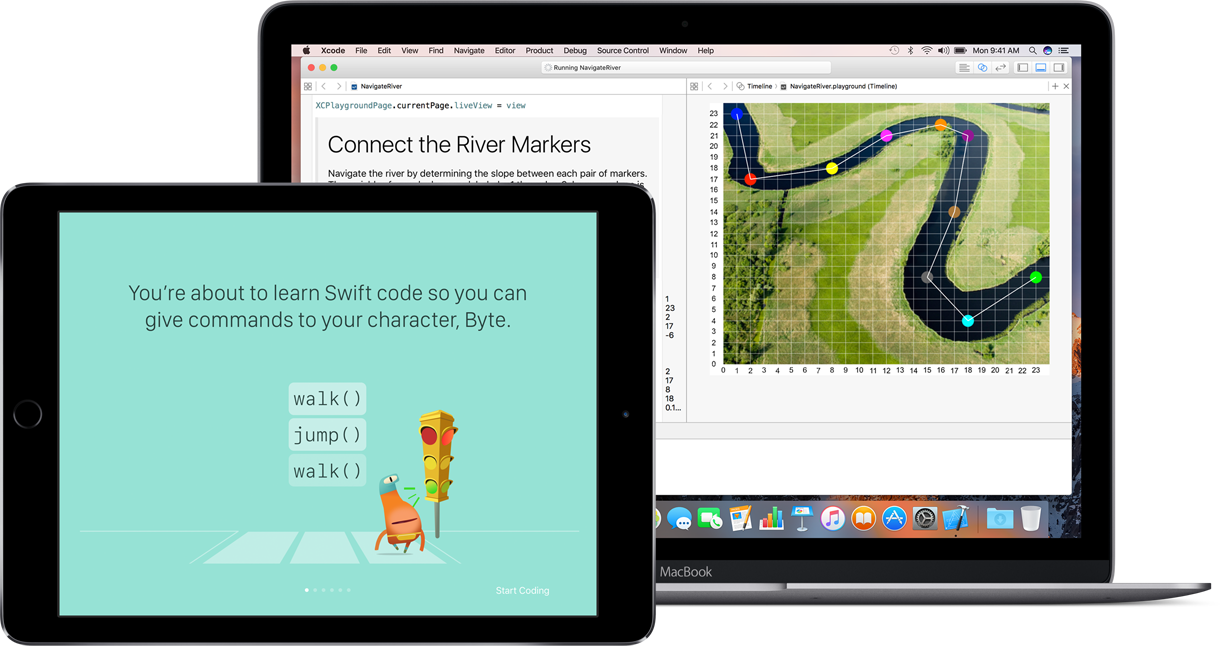 Xcode File Edit View Find Navigate Editor Product Debug Source Control Window Help Mon 9:41 AM
Running NavigateRiver
NavigateRiver
Timeline NavigateRiver.playground (Timeline)
XCPlaygroundPage.currentPage.liveView = view
Connect the River Markers
Navigate the river by determining the slope between each pair of markers.
1
23
2
17
-6
2
17
8
18
0.1...
23
22
21
20
19
18
17
16
15
14
13
12
11
10
9
8
7
6
5
4
3
2
1
0
0 1 2 3 4 5 6 7 8 9 10 11 12 13 14 15 16 17 18 19 20 21 22 23
MacBook
You're about to learn Swift code so you can
give commands to your character, Byte.
walk()
jump()
walk()
Start Coding